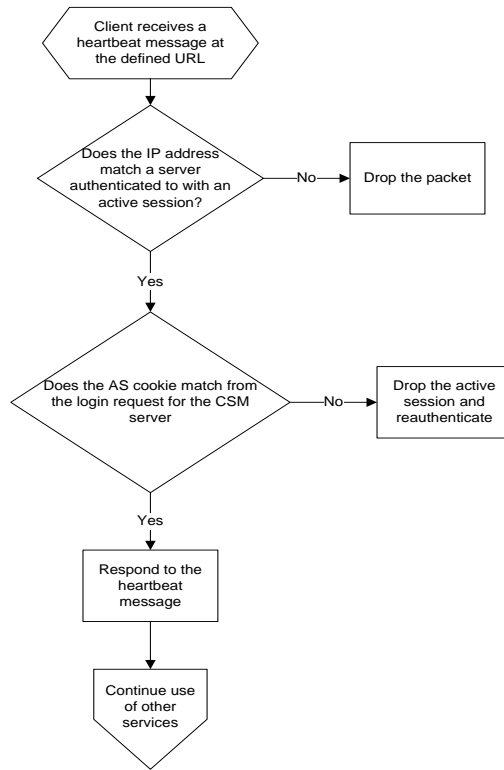 Client receives a
heartbeat message at
the defined URL
Does the IP address
match a server
authenticated to with an
active session?
No
Drop the packet
Yes
Does the AS cookie match from
the login request for the CSM
server
No
Drop the active
session and
reauthenticate
Yes
Respond to the
heartbeat
message
Continue use
of other
services